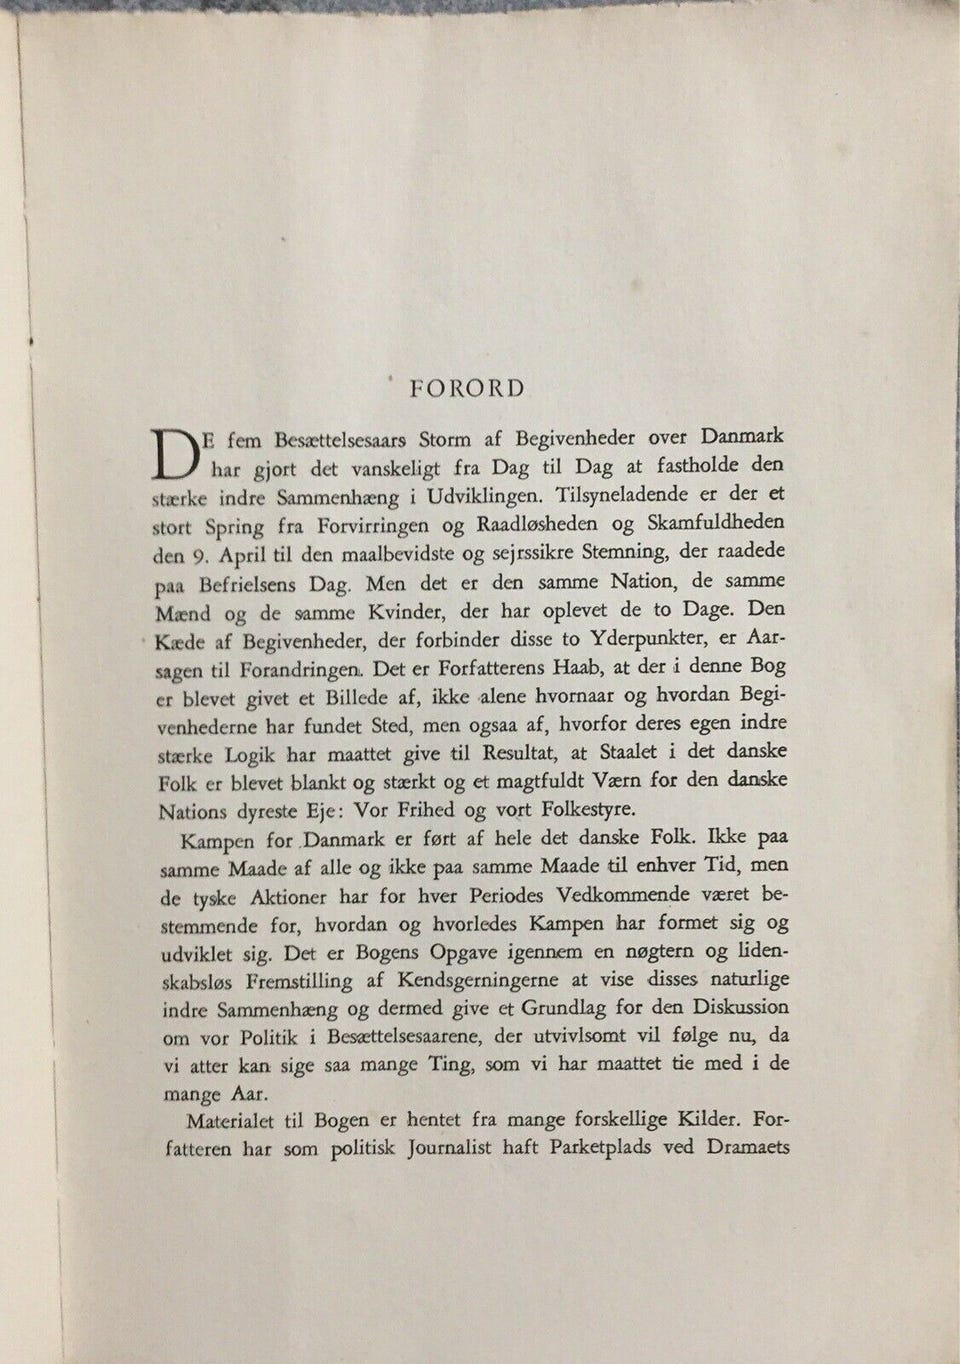 FORORD
DE fem Besættelsesaars Storm af Begivenheder over Danmark
har gjort det vanskeligt fra Dag til Dag at fastholde den
stærke indre Sammenhæng i Udviklingen. Tilsyneladende er der et
stort Spring fra Forvirringen og Raadløsheden og Skamfuldheden
den 9. April til den maalbevidste og sejrssikre Stemning, der raadede
paa Befrielsens Dag. Men det er den samme Nation, de samme
Mænd og de samme Kvinder, der har oplevet de to Dage. Den
Kæde af Begivenheder, der forbinder disse to Yderpunkter, er Aar-
sagen til Forandringen. Det er Forfatterens Haab, at der i denne Bog
er blevet givet et Billede af, ikke alene hvornaar og hvordan Begi-
venhederne har fundet Sted, men ogsaa af, hvorfor deres egen indre
stærke Logik har maattet give til Resultat, at Staalet i det danske
Folk er blevet blankt og stærkt og et magtfuldt Værn for den danske
Nations dyreste Eje: Vor Frihed og vort Folkestyre.
Kampen for Danmark er ført af hele det danske Folk. Ikke paa
samme Maade af alle og ikke paa samme Maade til enhver Tid, men
de tyske Aktioner har for hver Periodes Vedkommende været be-
stemmende for, hvordan og hvorledes Kampen har formet sig og
udviklet sig. Det er Bogens Opgave igennem en nøgtern og liden-
skabsløs Fremstilling af Kendsgerningerne at vise disses naturlige
indre Sammenhæng og dermed give et Grundlag for den Diskussion
om vor Politik i Besættelsesaarene, der utvivlsomt vil følge nu, da
vi atter kan sige saa mange Ting, som vi har maattet tie med i de
mange Aar.
Materialet til Bogen er hentet fra mange forskellige Kilder. For-
fatteren har som politisk Journalist haft Parketplads ved Dramaets